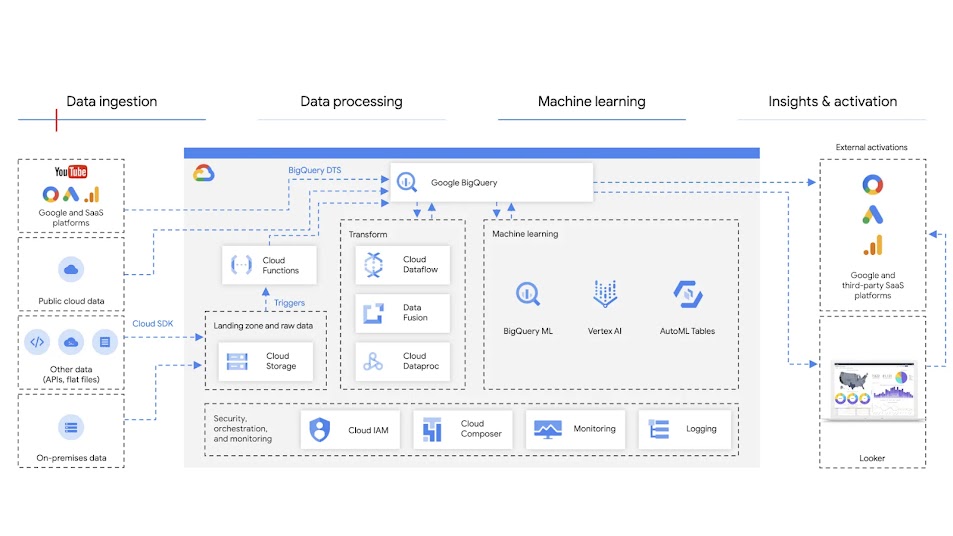 Data ingestion
Data processing
Machine learning
Insights & activation
External activations
YouTube
Google and SaaS
platforms
Public cloud data
Other data
(APIs, flat files)
On-premises data
BigQuery DTS
Cloud SDK
Google BigQuery
Cloud
Functions
Triggers
Landing zone and raw data
Cloud
Storage
Transform
Cloud
Dataflow
Data
Fusion
Cloud
Dataproc
Machine learning
BigQuery ML
Vertex AI
AutoML Tables
Security,
orchestration,
and monitoring
Cloud IAM
Cloud
Composer
Monitoring
Logging
Google and
third-party SaaS
platforms
Looker